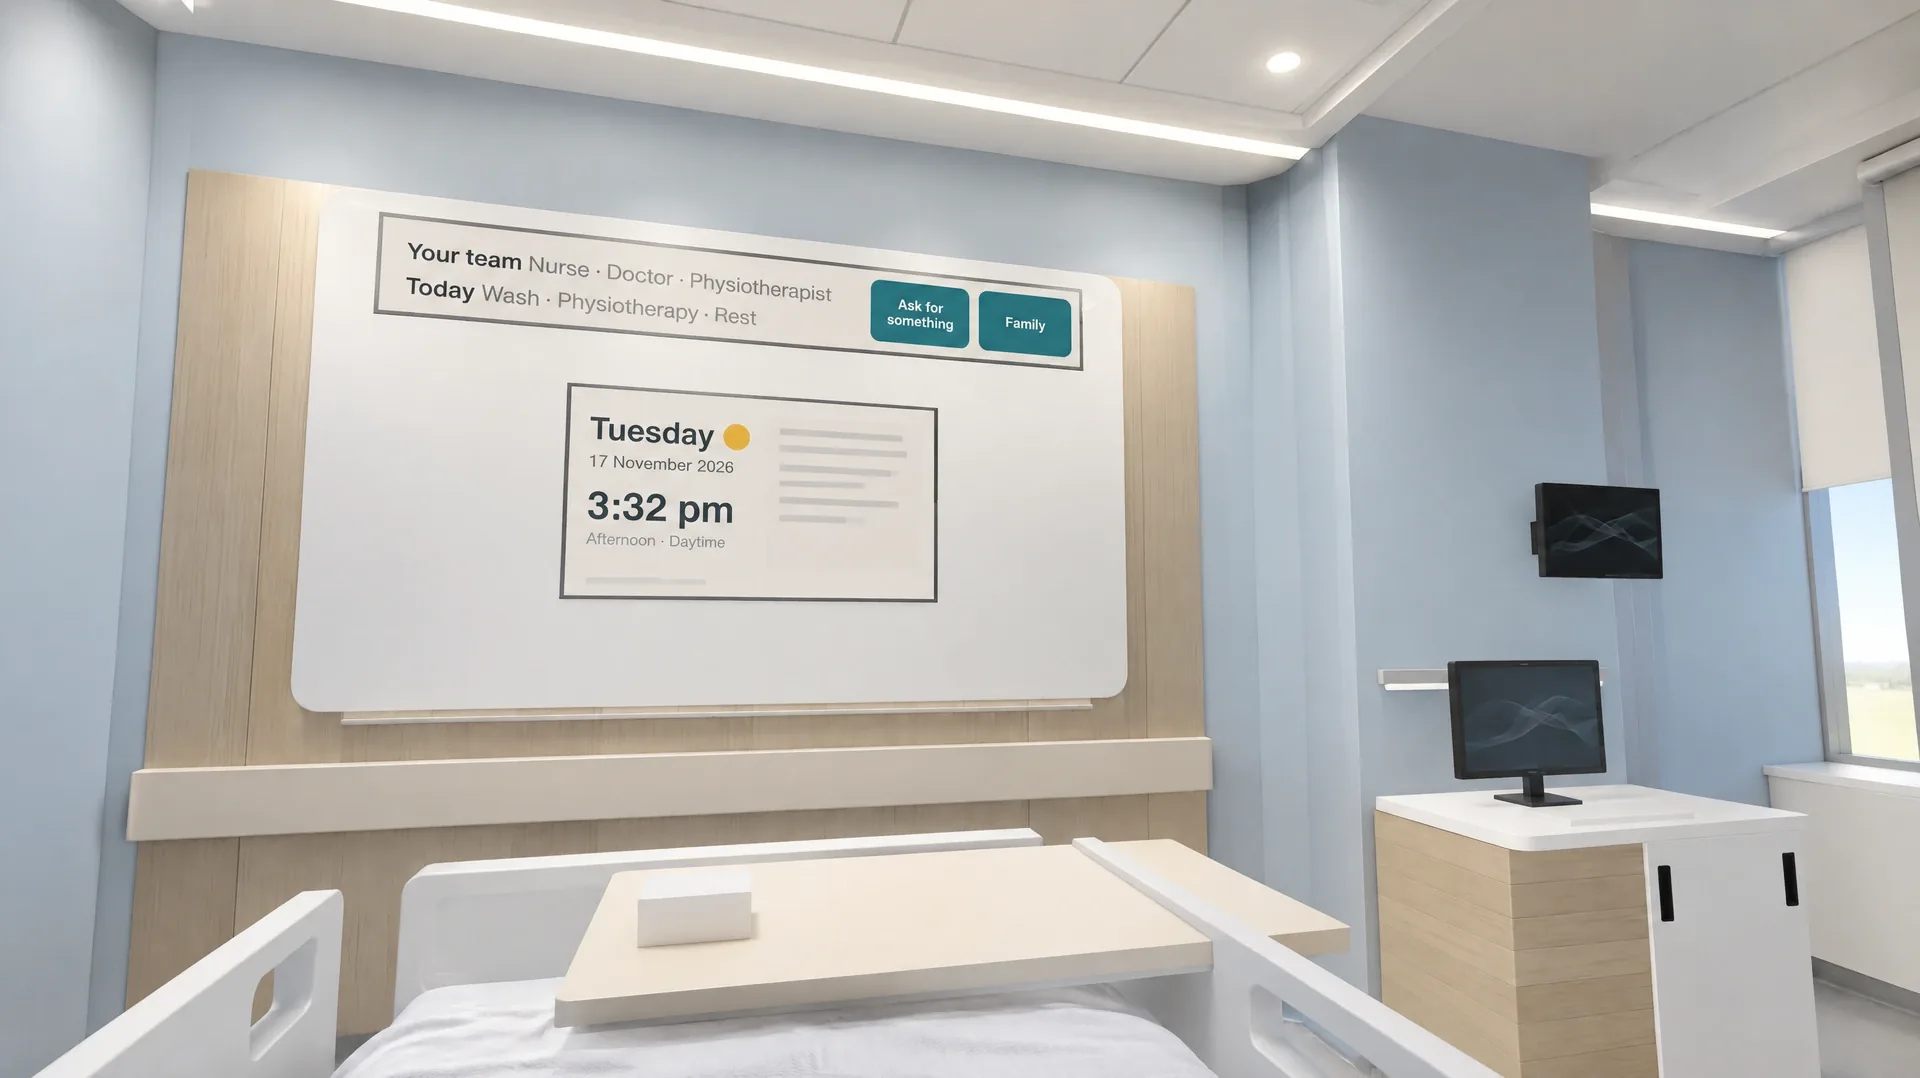 Your team Nurse · Doctor · Physiotherapist
Today Wash · Physiotherapy · Rest
Ask for
something
Family
Tuesday
17 November 2026
3:32 pm
Afternoon · Daytime